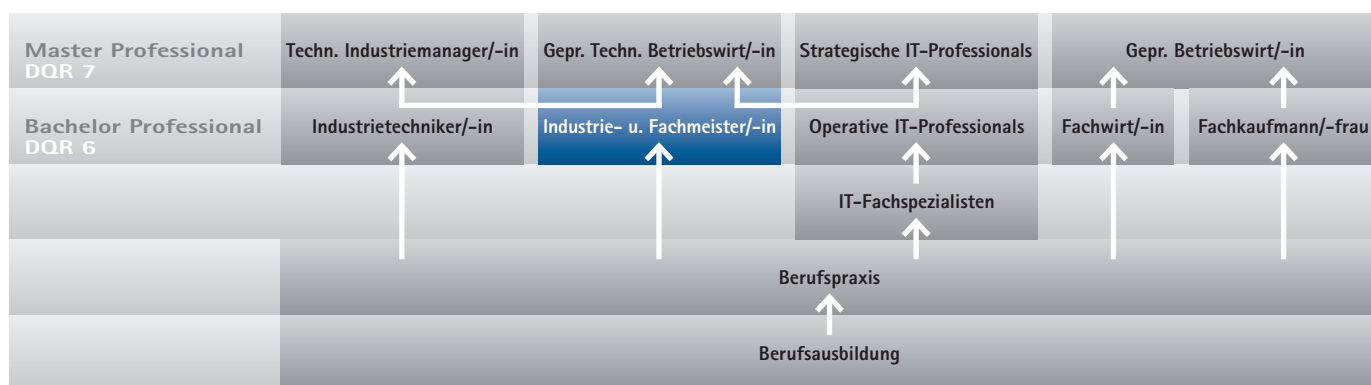 Master Professional
DQR 7
Techn. Industriemanager/-in
Gepr. Techn. Betriebswirt/-in
Strategische IT-Professionals
Gepr. Betriebswirt/-in
Bachelor Professional
DQR 6
Industrietechniker/-in
Industrie- u. Fachmeister/-in
Operative IT-Professionals
Fachwirt/-in
Fachkaufmann/-frau
IT-Fachspezialisten
Berufspraxis
Berufsausbildung